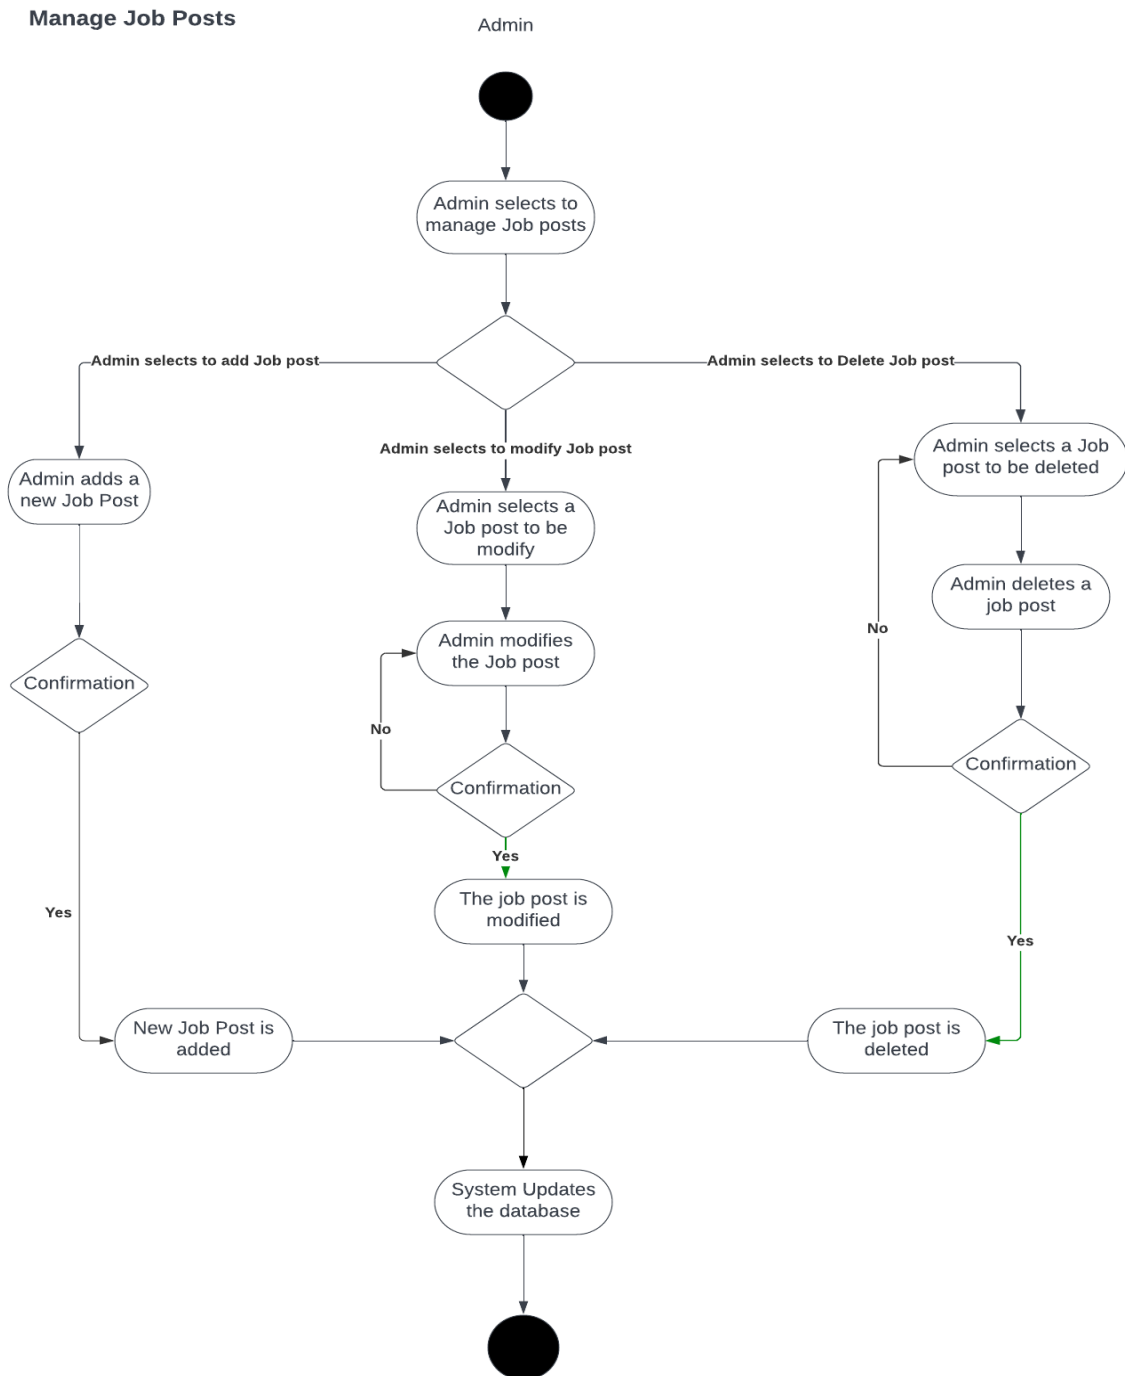 Manage Job Posts
Admin
Admin selects to
manage Job posts
Admin selects to add Job post
Admin selects to Delete Job post
Admin selects to modify Job post
Admin adds a
new Job Post
Admin selects a
Job post to be
modify
Admin selects a Job
post to be deleted
Admin deletes a
job post
Admin modifies
the Job post
No
No
Confirmation
Confirmation
Confirmation
Yes
The job post is
modified
Yes
Yes
New Job Post is
added
The job post is
deleted
System Updates
the database